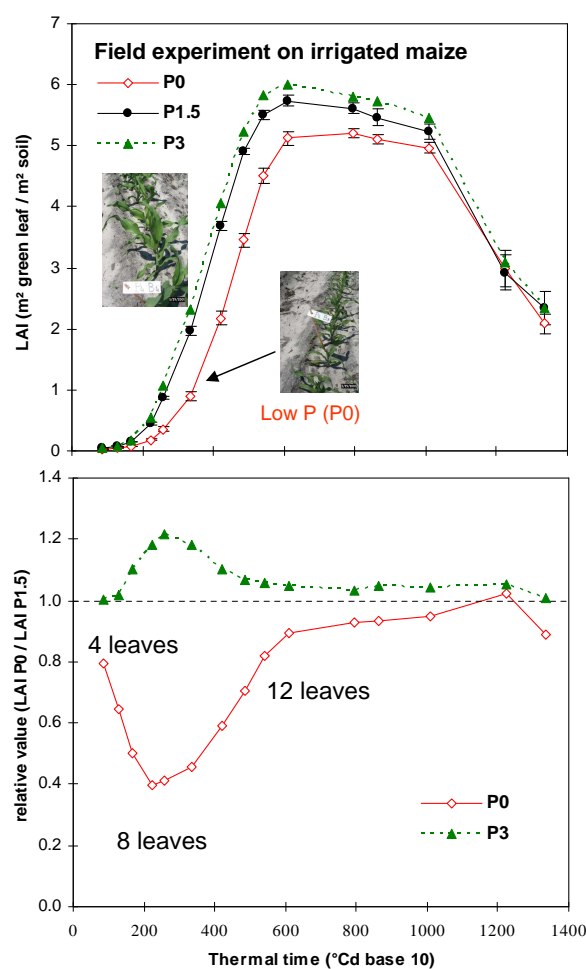 Field experiment on irrigated maize
P0
P1.5
P3
LAI (m² green leaf / m² soil)
7
6
5
4
3
2
1
0
Low P (P0)
relative value (LAI P0 / LAI P1.5)
1.4
1.2
1.0
0.8
0.6
0.4
0.2
0.0
4 leaves
12 leaves
8 leaves
P0
P3
0 200 400 600 800 1000 1200 1400
Thermal time (°Cd base 10)